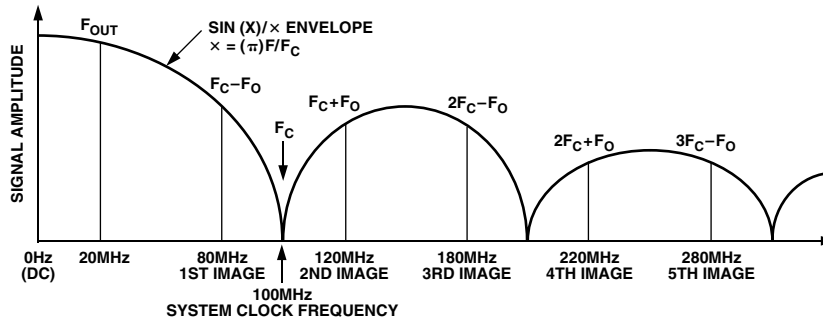 SIGNAL AMPLITUDE
F_OUT
SIN (X)/× ENVELOPE
× = (π)F/F_C
F_C–F_O
F_C
F_C+F_O
2F_C–F_O
2F_C+F_O
3F_C–F_O
0Hz
(DC)
20MHz
80MHz
1ST IMAGE
100MHz
SYSTEM CLOCK FREQUENCY
120MHz
2ND IMAGE
180MHz
3RD IMAGE
220MHz
4TH IMAGE
280MHz
5TH IMAGE